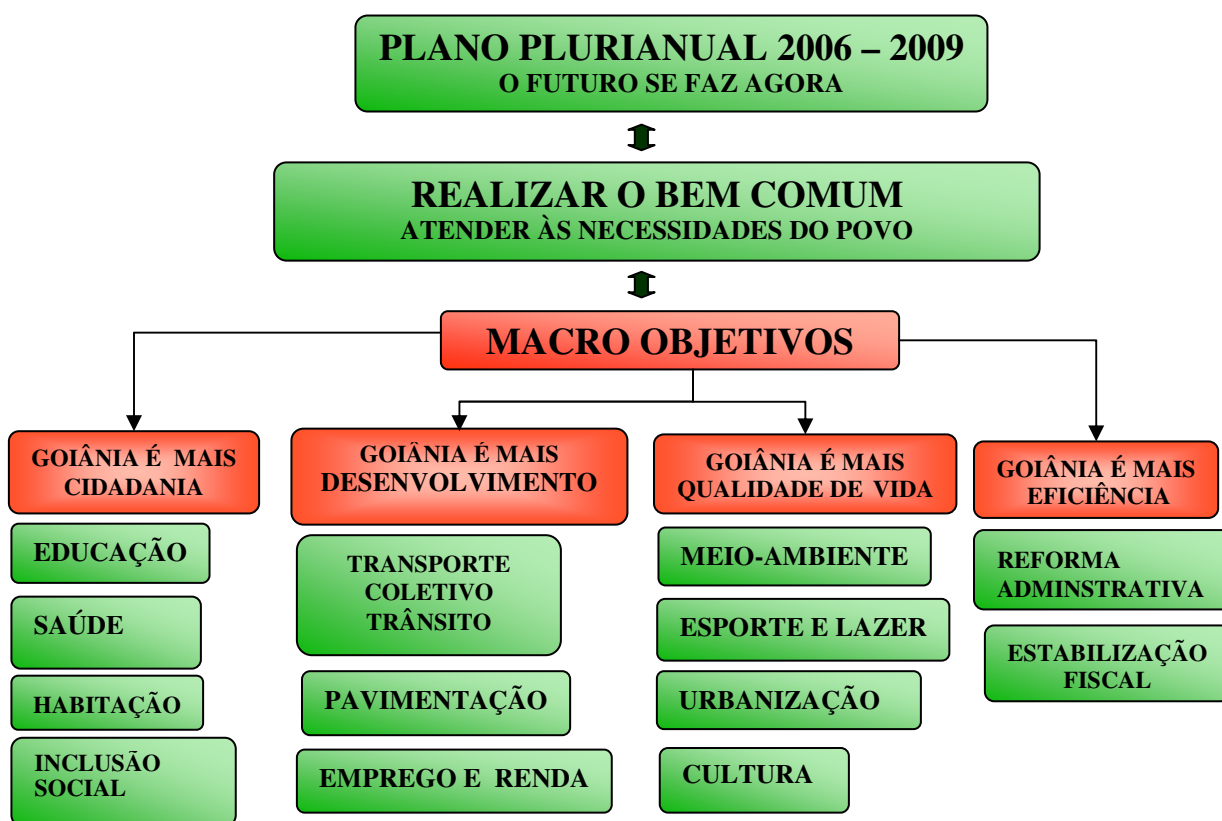 PLANO PLURIANUAL 2006 – 2009
O FUTURO SE FAZ AGORA
REALIZAR O BEM COMUM
ATENDER ÀS NECESSIDADES DO POVO
MACRO OBJETIVOS
GOIÂNIA É MAIS
CIDADANIA
EDUCAÇÃO
SAÚDE
HABITAÇÃO
INCLUSÃO
SOCIAL
GOIÂNIA É MAIS
DESENVOLVIMENTO
TRANSPORTE
COLETIVO
TRÂNSITO
PAVIMENTAÇÃO
EMPREGO E RENDA
GOIÂNIA É MAIS
QUALIDADE DE VIDA
MEIO-AMBIENTE
ESPORTE E LAZER
URBANIZAÇÃO
CULTURA
GOIÂNIA É MAIS
EFICIÊNCIA
REFORMA
ADMINSTRATIVA
ESTABILIZAÇÃO
FISCAL